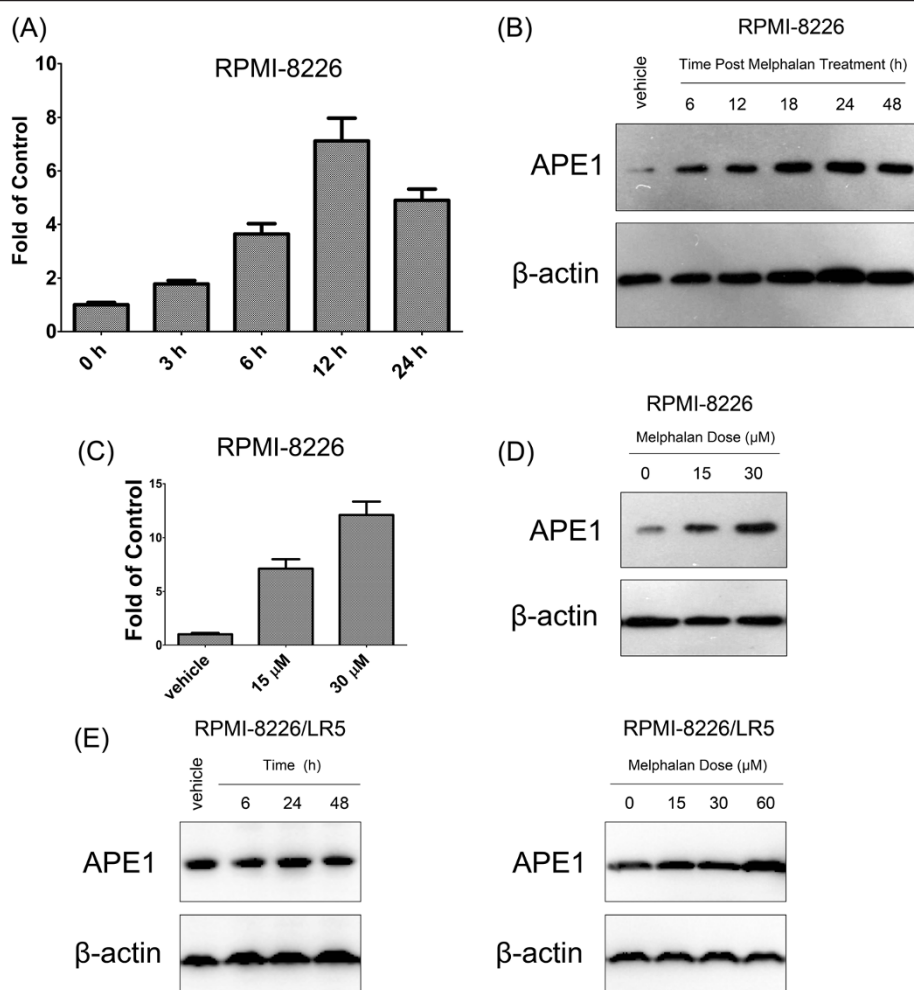 (A)
RPMI-8226
Fold of Control
10
8
6
4
2
0
0 h
3 h
6 h
12 h
24 h
(B)
RPMI-8226
vehicle
Time Post Melphalan Treatment (h)
6 12 18 24 48
APE1
β-actin
(C)
RPMI-8226
Fold of Control
15
10
5
0
vehicle
15 μM
30 μM
(D)
RPMI-8226
Melphalan Dose (μM)
0 15 30
APE1
β-actin
(E)
RPMI-8226/LR5
vehicle
Time (h)
6 24 48
APE1
β-actin
RPMI-8226/LR5
Melphalan Dose (μM)
0 15 30 60
APE1
β-actin